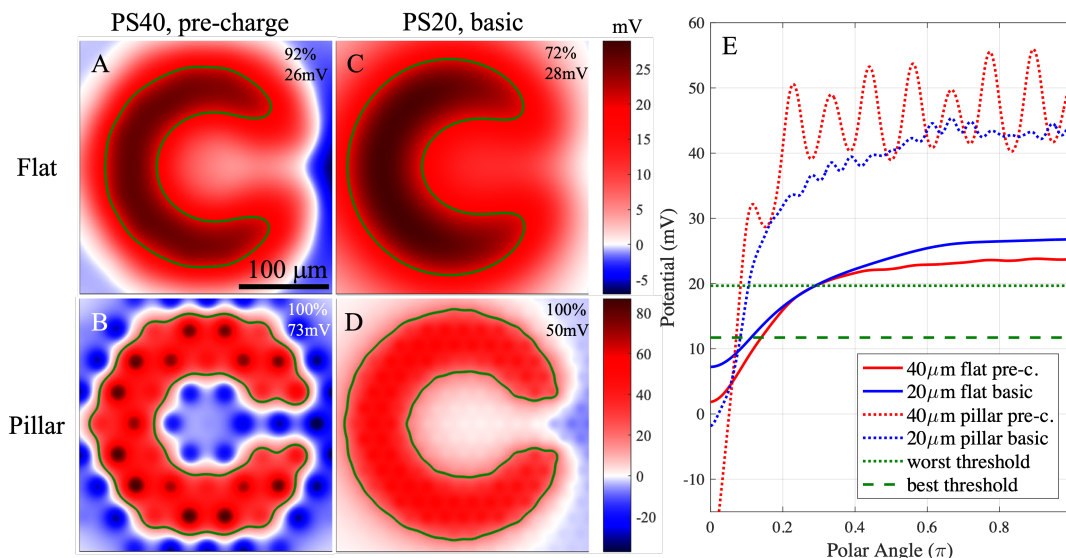 PS40, pre-charge
PS20, basic
mV
Flat
Pillar
A
92%
26mV
100 μm
C
72%
28mV
25
20
15
10
5
0
-5
B
100%
73mV
D
100%
50mV
80
60
40
20
0
-20
E
Potential (mV)
60
50
40
30
20
10
0
-10
0
0.2
0.4
0.6
0.8
Polar Angle (π)
40μm flat pre-c.
20μm flat basic
40μm pillar pre-c.
20μm pillar basic
worst threshold
best threshold